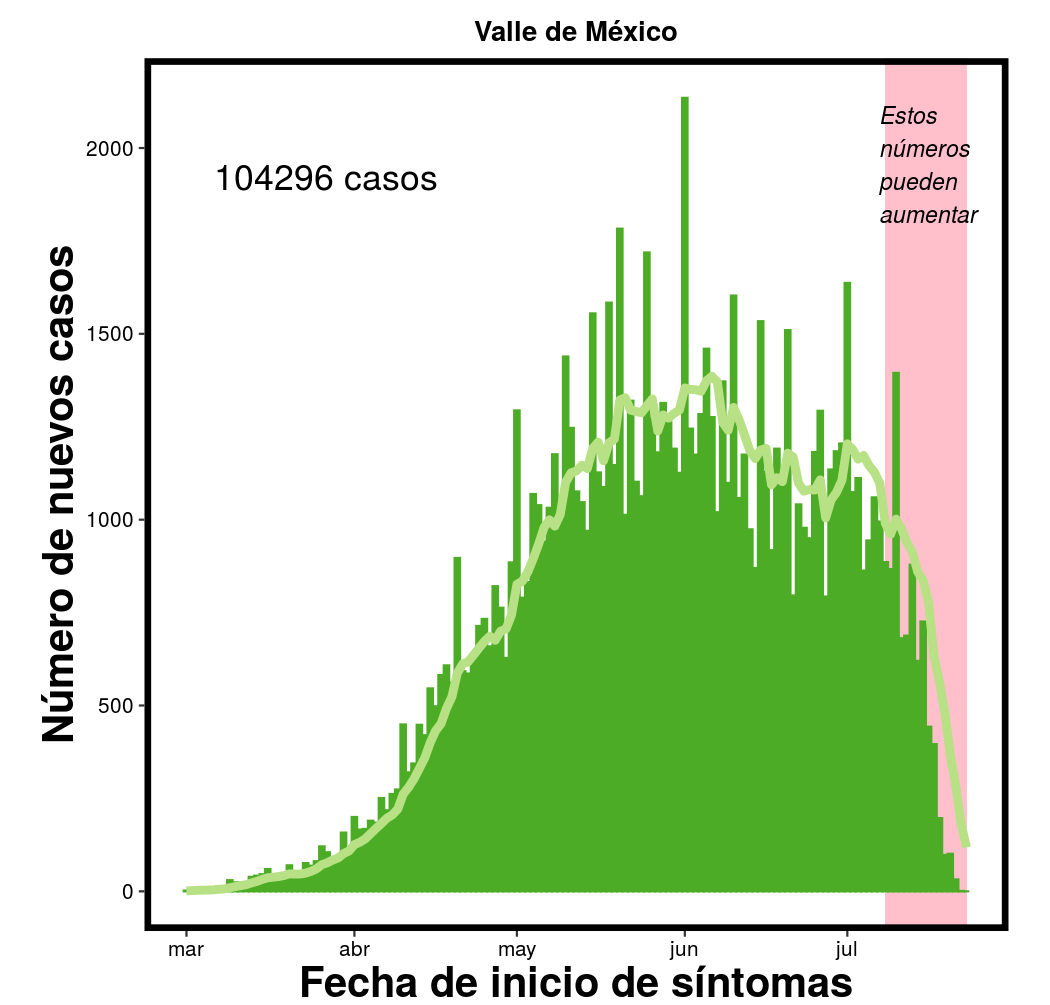 Valle de México
Estos
números
pueden
aumentar
104296 casos
Número de nuevos casos
2000
1500
1000
500
0
mar abr may jun jul
Fecha de inicio de síntomas